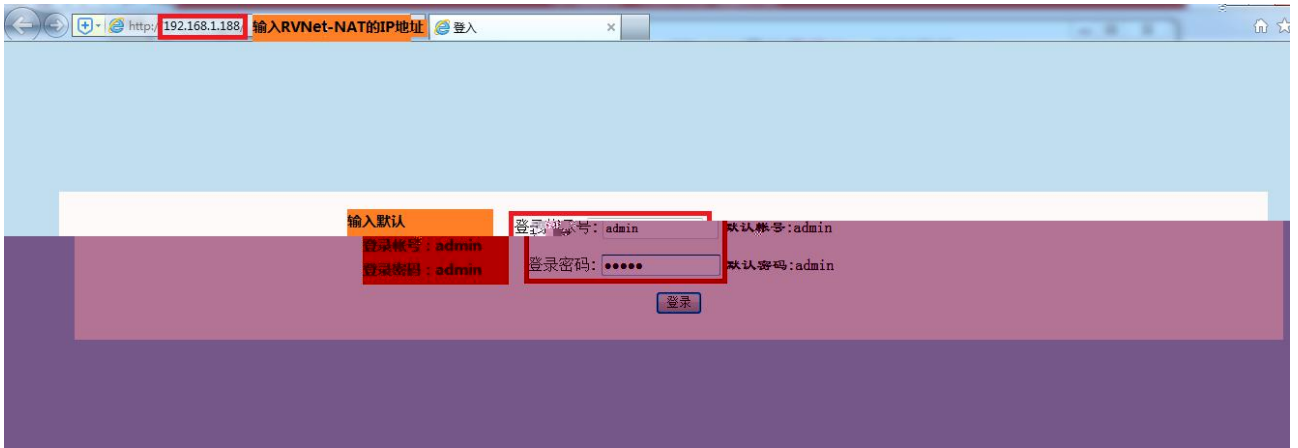 http://192.168.1.188/ 输入RVNet-NAT的IP地址 登入
输入默认
登录帐号:admin
登录密码:admin
登录帐号: admin 默认帐号:admin
登录密码: ●●●●● 默认密码:admin
登录